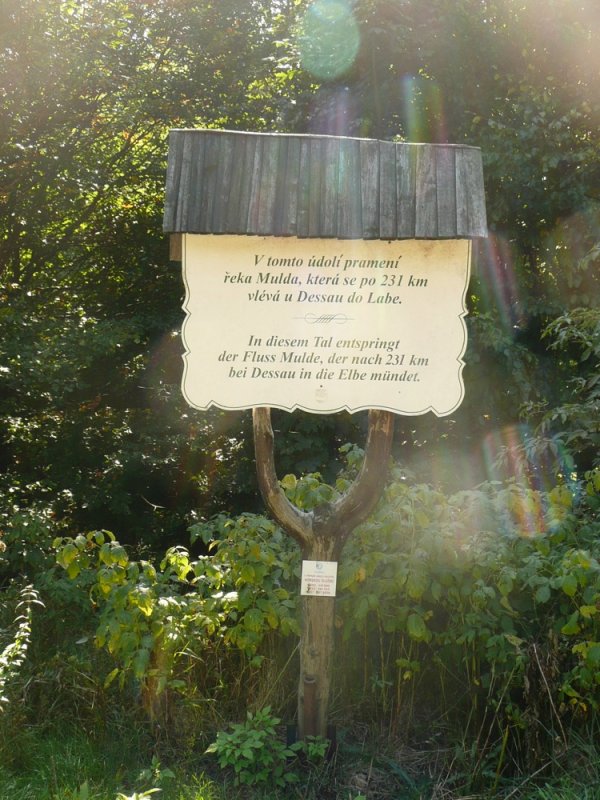 V tomto údolí pramení
řeka Mulda, která se po 231 km
vlévá u Dessau do Labe.
In diesem Tal entspringt
der Fluss Mulde, der nach 231 km
bei Dessau in die Elbe mündet.